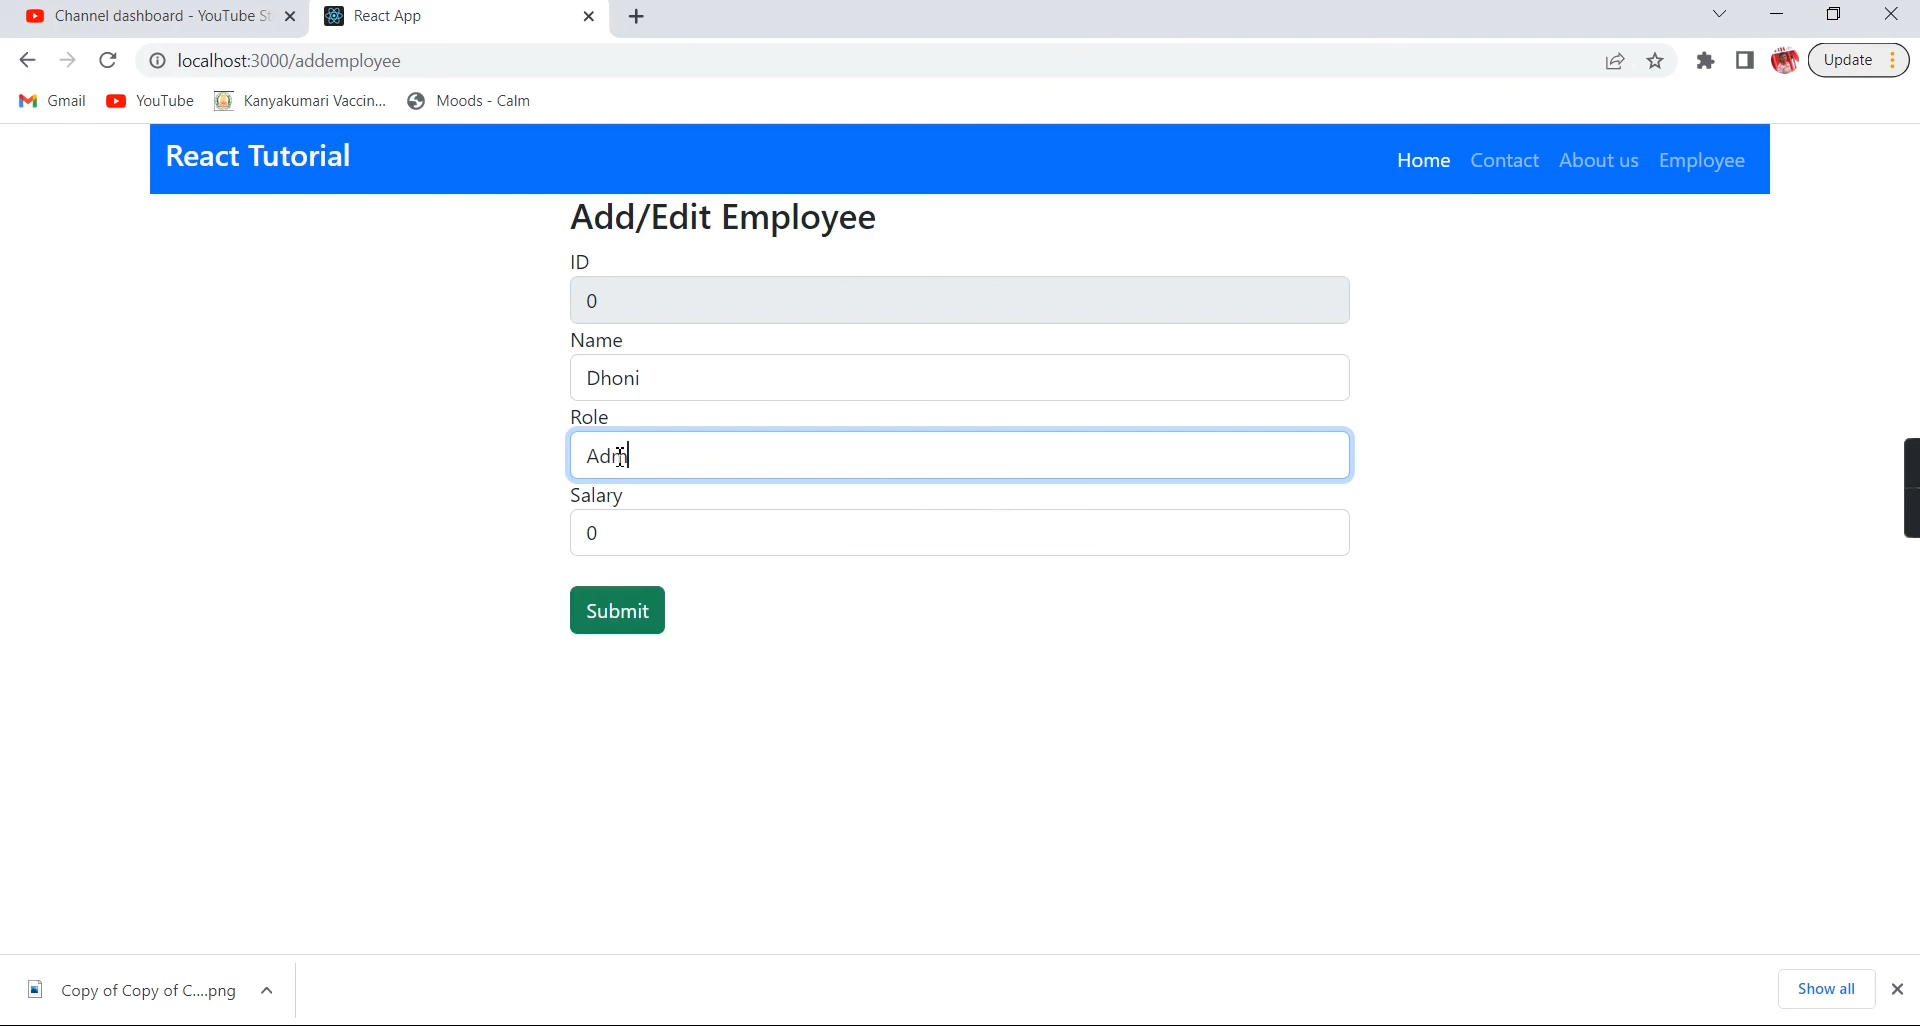 Channel dashboard - YouTube St
React App
localhost:3000/addemployee
Update
Gmail
YouTube
Kanyakumari Vaccin...
Moods - Calm
React Tutorial
Home
Contact
About us
Employee
Add/Edit Employee
ID
0
Name
Dhoni
Role
Adm
Salary
0
Submit
Copy of Copy of C....png
Show all